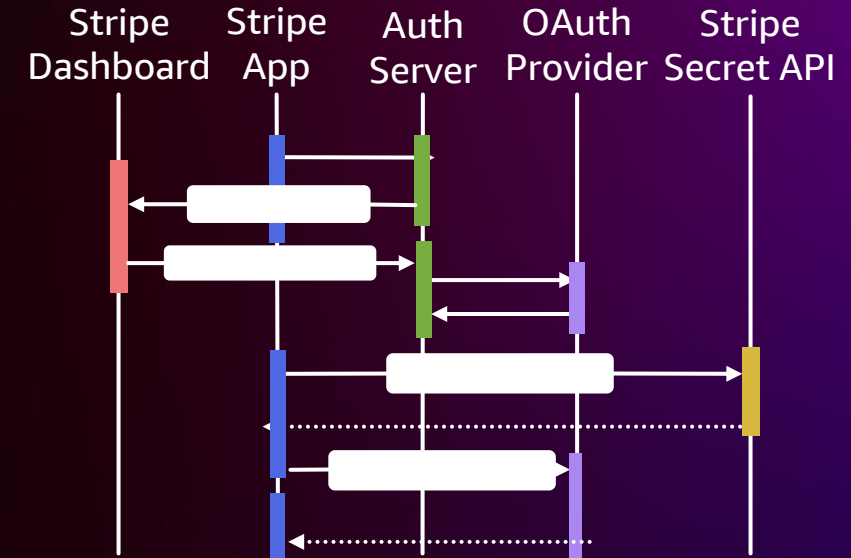 Stripe Dashboard
Stripe App
Auth Server
OAuth Provider
Stripe Secret API